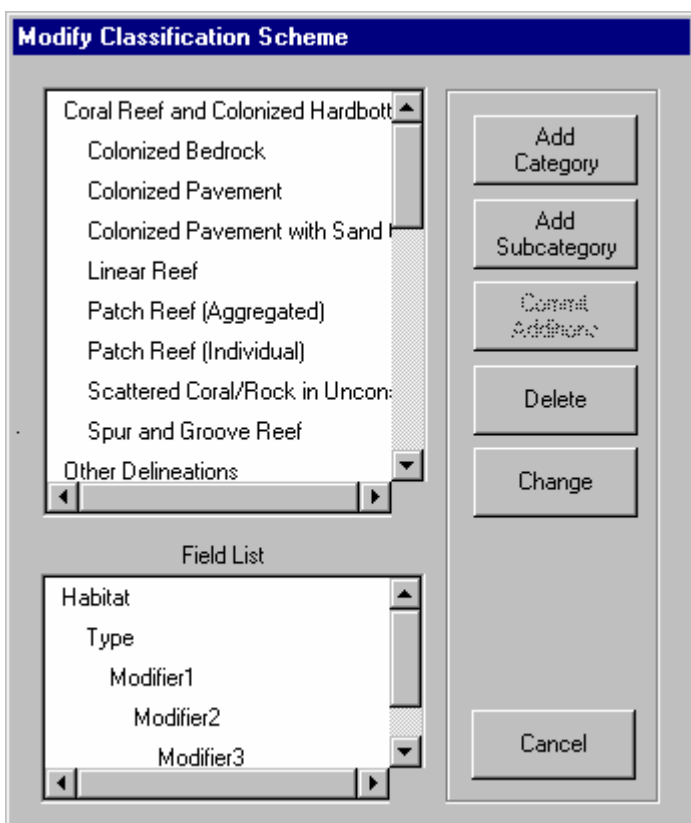 Modify Classification Scheme
Coral Reef and Colonized Hardbott
Colonized Bedrock
Colonized Pavement
Colonized Pavement with Sand
Linear Reef
Patch Reef (Aggregated)
Patch Reef (Individual)
Scattered Coral/Rock in Uncon
Spur and Groove Reef
Other Delineations
Add
Category
Add
Subcategory
Commit
Additions
Delete
Change
Field List
Habitat
Type
Modifier1
Modifier2
Modifier3
Cancel